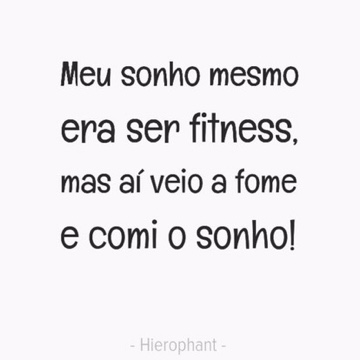 Meu sonho mesmo
era ser fitness,
mas aí veio a fome
e comi o sonho!
- Hierophant -